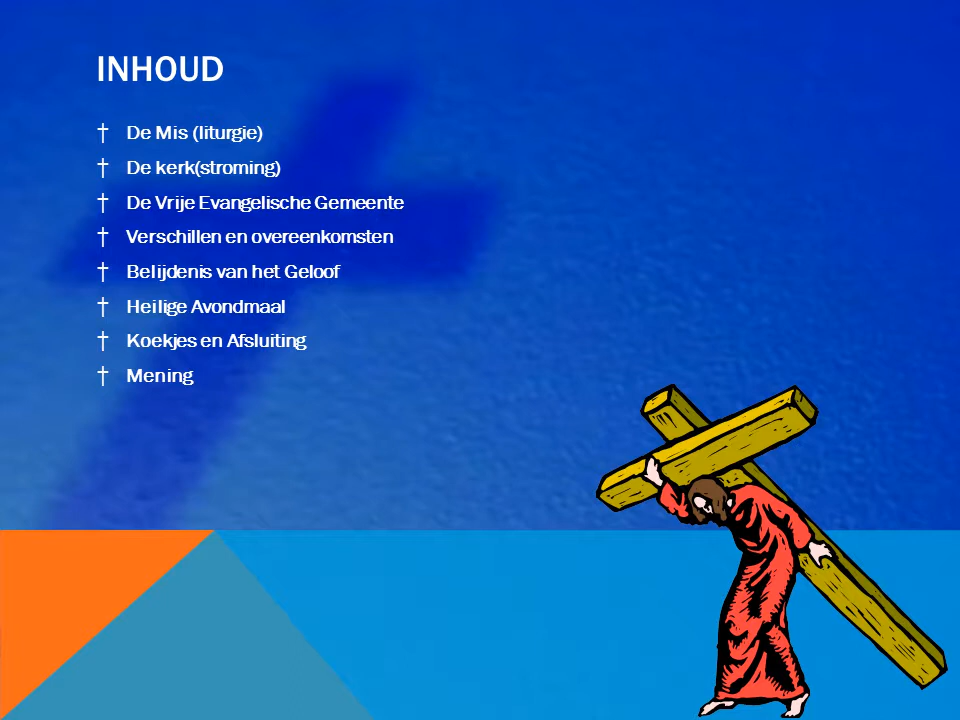 INHOUD
† De Mis (liturgie)
† De kerk(stroming)
† De Vrije Evangelische Gemeente
† Verschillen en overeenkomsten
† Belijdenis van het Geloof
† Heilige Avondmaal
† Koekjes en Afsluiting
† Mening